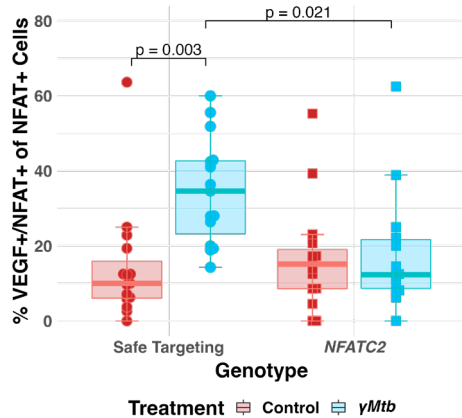 % VEGF+/NFAT+ of NFAT+ Cells
80
60
40
20
0
p = 0.003
p = 0.021
Safe Targeting
NFATC2
Genotype
Treatment Control γMtb